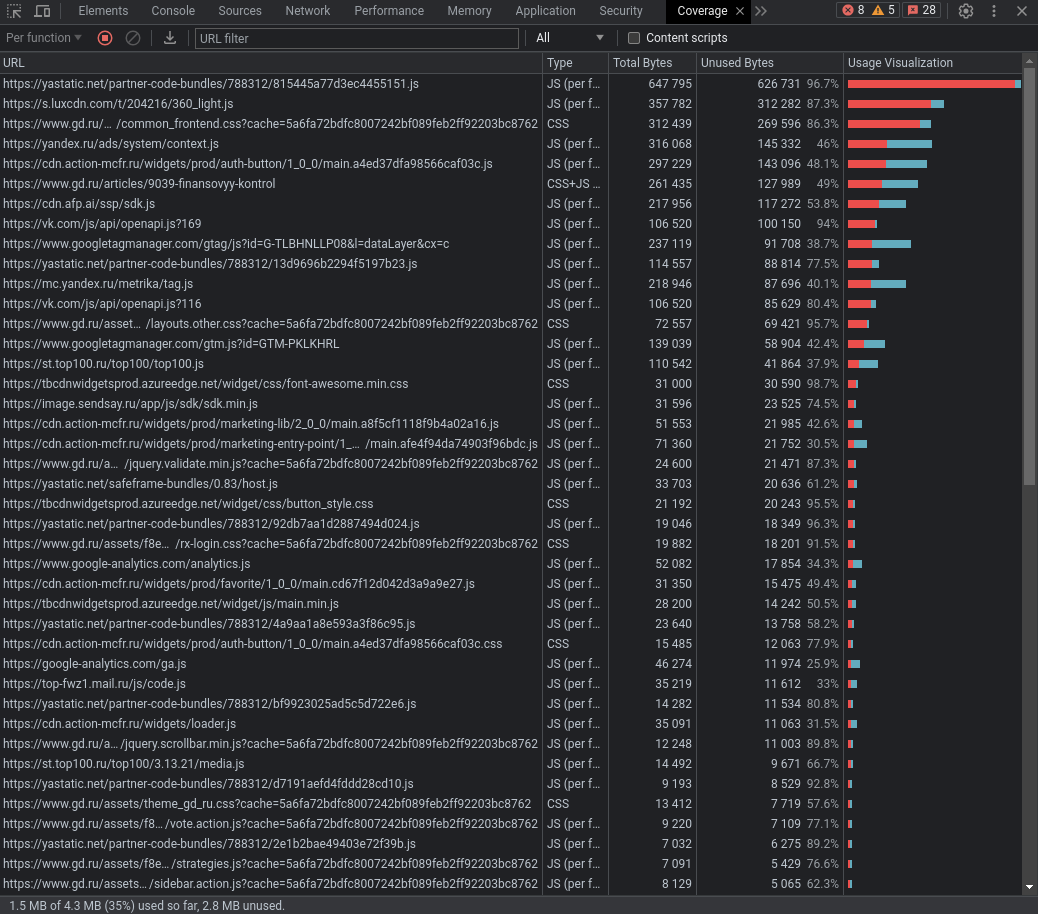 Elements Console Sources Network Performance Memory Application Security Coverage 8 5 28
Per function URL filter All Content scripts
URL Type Total Bytes Unused Bytes Usage Visualization
https://yastatic.net/partner-code-bundles/788312/815445a77d3ec4455151.js JS (per f… 647 795 626 731 96.7%
https://s.luxcdn.com/t/204216/360_light.js JS (per f… 357 782 312 282 87.3%
https://www.gd.ru/… /common_frontend.css?cache=5a6fa72bdfc8007242bf089feb2ff92203bc8762 CSS 312 439 269 596 86.3%
https://yandex.ru/ads/system/context.js JS (per f… 316 068 145 332 46%
https://cdn.action-mcfr.ru/widgets/prod/auth-button/1_0_0/main.a4ed37dfa98566caf03c.js JS (per f… 297 229 143 096 48.1%
https://www.gd.ru/articles/9039-finansovyy-kontrol CSS+JS … 261 435 127 989 49%
https://cdn.afp.ai/ssp/sdk.js JS (per f… 217 956 117 272 53.8%
https://vk.com/js/api/openapi.js?169 JS (per f… 106 520 100 150 94%
https://www.googletagmanager.com/gtag/js?id=G-TLBHNLLP08&l=dataLayer&cx=c JS (per f… 237 119 91 708 38.7%
https://yastatic.net/partner-code-bundles/788312/13d9696b2294f5197b23.js JS (per f… 114 557 88 814 77.5%
https://mc.yandex.ru/metrika/tag.js JS (per f… 218 946 87 696 40.1%
https://vk.com/js/api/openapi.js?116 JS (per f… 106 520 85 629 80.4%
https://www.gd.ru/asset… /layouts.other.css?cache=5a6fa72bdfc8007242bf089feb2ff92203bc8762 CSS 72 557 69 421 95.7%
https://www.googletagmanager.com/gtm.js?id=GTM-PKLKHRL JS (per f… 139 039 58 904 42.4%
https://st.top100.ru/top100/top100.js JS (per f… 110 542 41 864 37.9%
https://tbcdnwidgetsprod.azureedge.net/widget/css/font-awesome.min.css CSS 31 000 30 590 98.7%
https://image.sendsay.ru/app/js/sdk/sdk.min.js JS (per f… 31 596 23 525 74.5%
https://cdn.action-mcfr.ru/widgets/prod/marketing-lib/2_0_0/main.a8f5cf1118f9b4a02a16.js JS (per f… 51 553 21 985 42.6%
https://cdn.action-mcfr.ru/widgets/prod/marketing-entry-point/1_… /main.afe4f94da74903f96bdc.js JS (per f… 71 360 21 752 30.5%
https://www.gd.ru/a… /jquery.validate.min.js?cache=5a6fa72bdfc8007242bf089feb2ff92203bc8762 JS (per f… 24 600 21 471 87.3%
https://yastatic.net/safeframe-bundles/0.83/host.js JS (per f… 33 703 20 636 61.2%
https://tbcdnwidgetsprod.azureedge.net/widget/css/button_style.css CSS 21 192 20 243 95.5%
https://yastatic.net/partner-code-bundles/788312/92db7aa1d2887494d024.js JS (per f… 19 046 18 349 96.3%
https://www.gd.ru/assets/f8e… /rx-login.css?cache=5a6fa72bdfc8007242bf089feb2ff92203bc8762 CSS 19 882 18 201 91.5%
https://www.google-analytics.com/analytics.js JS (per f… 52 082 17 854 34.3%
https://cdn.action-mcfr.ru/widgets/prod/favorite/1_0_0/main.cd67f12d042d3a9a9e27.js JS (per f… 31 350 15 475 49.4%
https://tbcdnwidgetsprod.azureedge.net/widget/js/main.min.js JS (per f… 28 200 14 242 50.5%
https://yastatic.net/partner-code-bundles/788312/4a9aa1a8e593a3f86c95.js JS (per f… 23 640 13 758 58.2%
https://cdn.action-mcfr.ru/widgets/prod/auth-button/1_0_0/main.a4ed37dfa98566caf03c.css CSS 15 485 12 063 77.9%
https://google-analytics.com/ga.js JS (per f… 46 274 11 974 25.9%
https://top-fwz1.mail.ru/js/code.js JS (per f… 35 219 11 612 33%
https://yastatic.net/partner-code-bundles/788312/bf9923025ad5c5d722e6.js JS (per f… 14 282 11 534 80.8%
https://cdn.action-mcfr.ru/widgets/loader.js JS (per f… 35 091 11 063 31.5%
https://www.gd.ru/a… /jquery.scrollbar.min.js?cache=5a6fa72bdfc8007242bf089feb2ff92203bc8762 JS (per f… 12 248 11 003 89.8%
https://st.top100.ru/top100/3.13.21/media.js JS (per f… 14 492 9 671 66.7%
https://yastatic.net/partner-code-bundles/788312/d7191aefd4fddd28cd10.js JS (per f… 9 193 8 529 92.8%
https://www.gd.ru/assets/theme_gd_ru.css?cache=5a6fa72bdfc8007242bf089feb2ff92203bc8762 CSS 13 412 7 719 57.6%
https://www.gd.ru/assets/f8… /vote.action.js?cache=5a6fa72bdfc8007242bf089feb2ff92203bc8762 JS (per f… 9 220 7 109 77.1%
https://yastatic.net/partner-code-bundles/788312/2e1b2bae49403e72f39b.js JS (per f… 7 032 6 275 89.2%
https://www.gd.ru/assets/f8e… /strategies.js?cache=5a6fa72bdfc8007242bf089feb2ff92203bc8762 JS (per f… 7 091 5 429 76.6%
https://www.gd.ru/assets… /sidebar.action.js?cache=5a6fa72bdfc8007242bf089feb2ff92203bc8762 JS (per f… 8 129 5 065 62.3%
1.5 MB of 4.3 MB (35%) used so far, 2.8 MB unused.